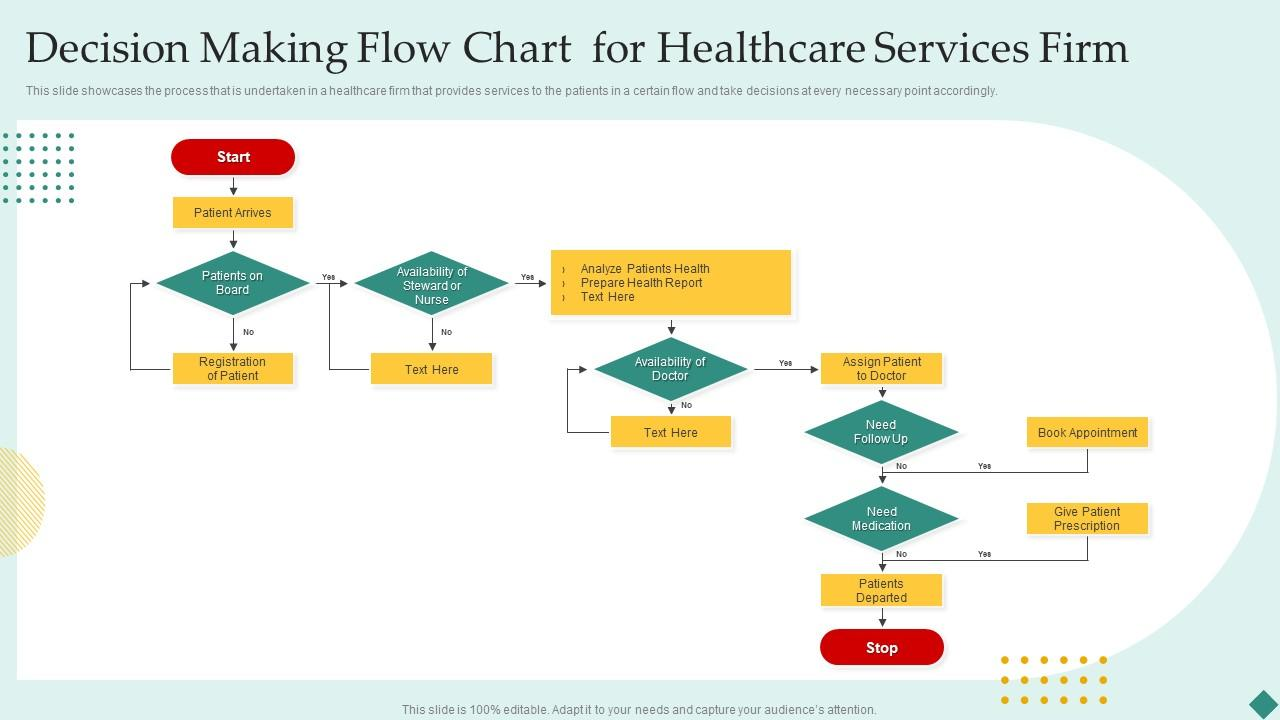 Decision Making Flow Chart for Healthcare Services Firm
This slide showcases the process that is undertaken in a healthcare firm that provides services to the patients in a certain flow and take decisions at every necessary point accordingly.
Start
Patient Arrives
Patients on
Board
Yes
Availability of
Steward or
Nurse
Yes
› Analyze Patients Health
› Prepare Health Report
› Text Here
No
No
Registration
of Patient
Text Here
Availability of
Doctor
Yes
Assign Patient
to Doctor
No
Text Here
Need
Follow Up
Book Appointment
No
Yes
Need
Medication
Give Patient
Prescription
No
Yes
Patients
Departed
Stop
This slide is 100% editable. Adapt it to your needs and capture your audience's attention.